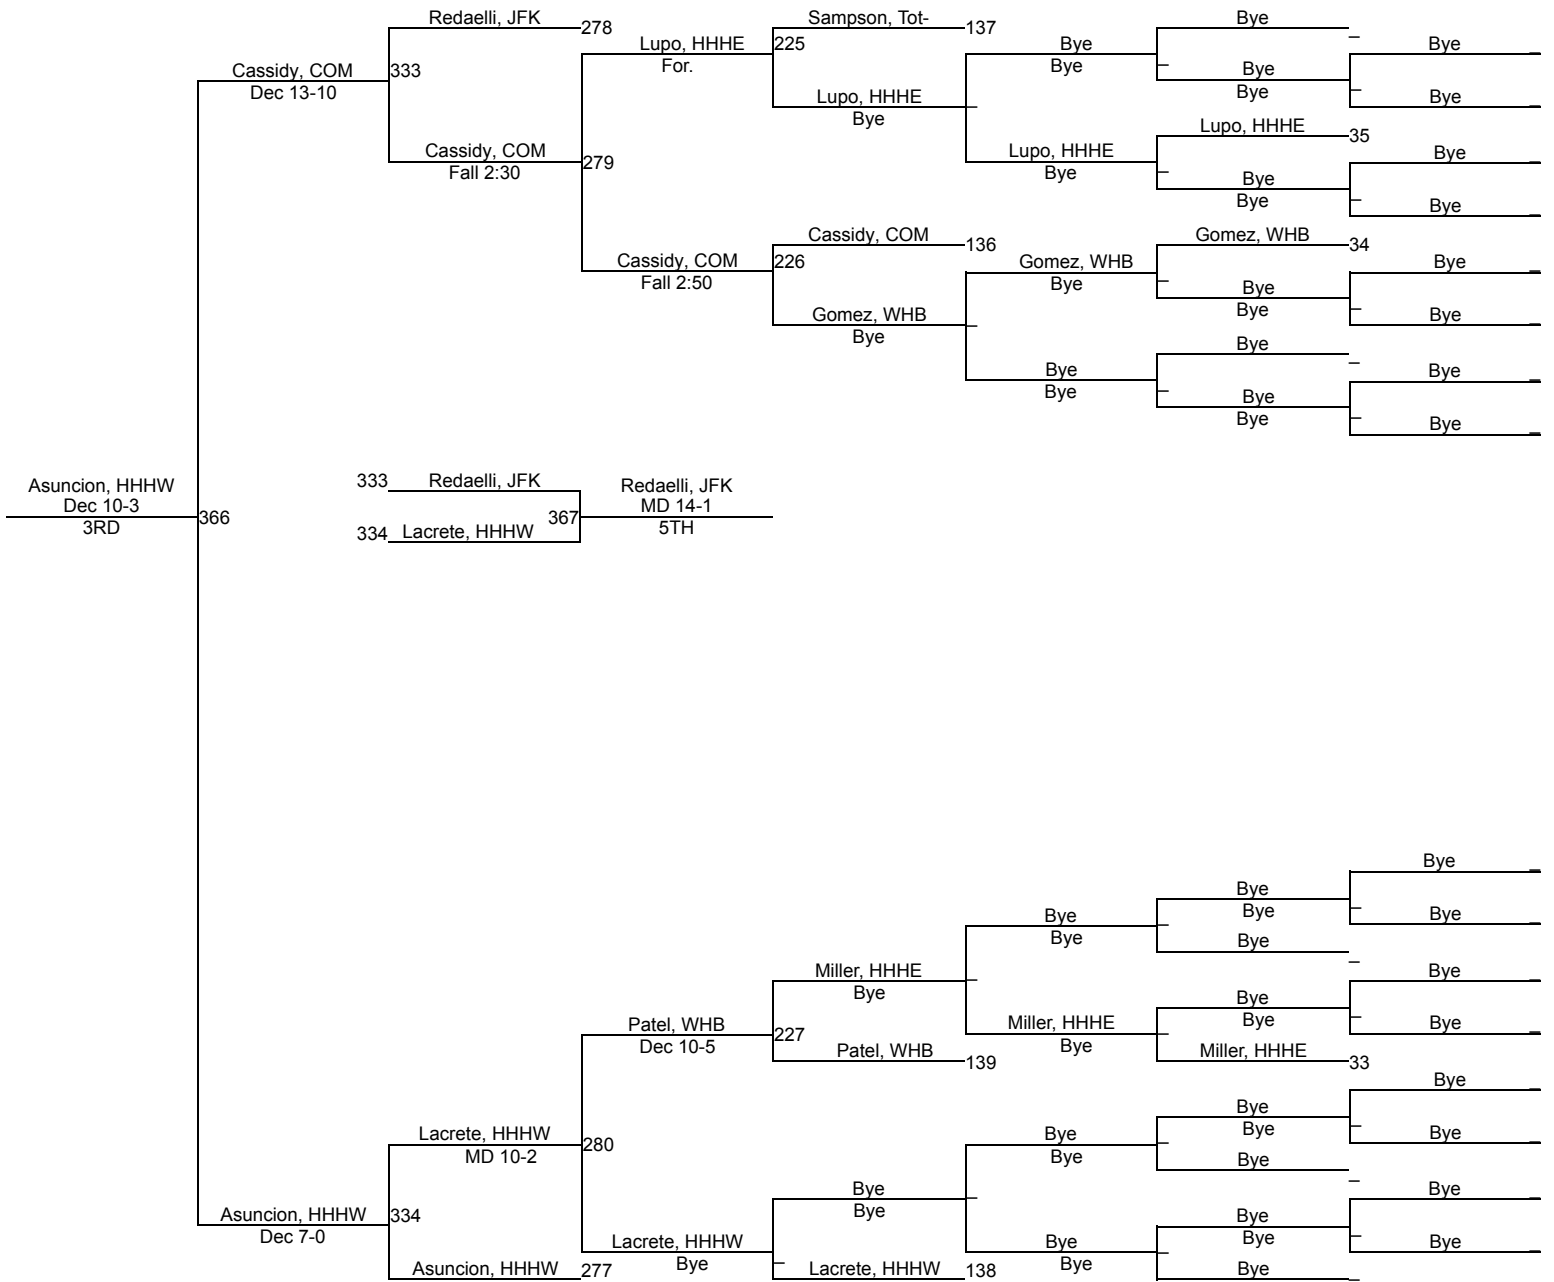 Redaelli, JFK
278
Sampson, Tot-
137
Bye
_
Lupo, HHHE
For.
225
Bye
Bye
Bye
_
Cassidy, COM
Dec 13-10
333
_
Bye
Bye
_
Bye
_
Lupo, HHHE
Bye
_
Lupo, HHHE
35
Cassidy, COM
Fall 2:30
279
Lupo, HHHE
Bye
_
Bye
Bye
_
Bye
_
Bye
_
Cassidy, COM
136
Gomez, WHB
34
Cassidy, COM
Fall 2:50
226
Gomez, WHB
Bye
_
Bye
Bye
_
Bye
_
Bye
_
Gomez, WHB
Bye
_
Bye
_
Bye
Bye
_
Bye
Bye
_
Bye
_
Bye
_
Asuncion, HHHW
Dec 10-3
3RD
366
333
Redaelli, JFK
334
Lacrete, HHHW
367
Redaelli, JFK
MD 14-1
5TH
Bye
_
Bye
Bye
_
Bye
_
Bye
Bye
_
Bye
_
Miller, HHHE
Bye
_
Bye
_
Bye
Bye
_
Bye
_
Patel, WHB
Dec 10-5
227
Miller, HHHE
Bye
_
Patel, WHB
139
Miller, HHHE
33
Bye
_
Bye
Bye
_
Bye
_
Lacrete, HHHW
MD 10-2
280
Bye
Bye
_
Bye
_
Bye
Bye
_
Bye
_
Asuncion, HHHW
Dec 7-0
334
Bye
Bye
_
Bye
_
Lacrete, HHHW
Bye
_
Bye
Bye
_
Asuncion, HHHW
277
Lacrete, HHHW
138
Bye
_